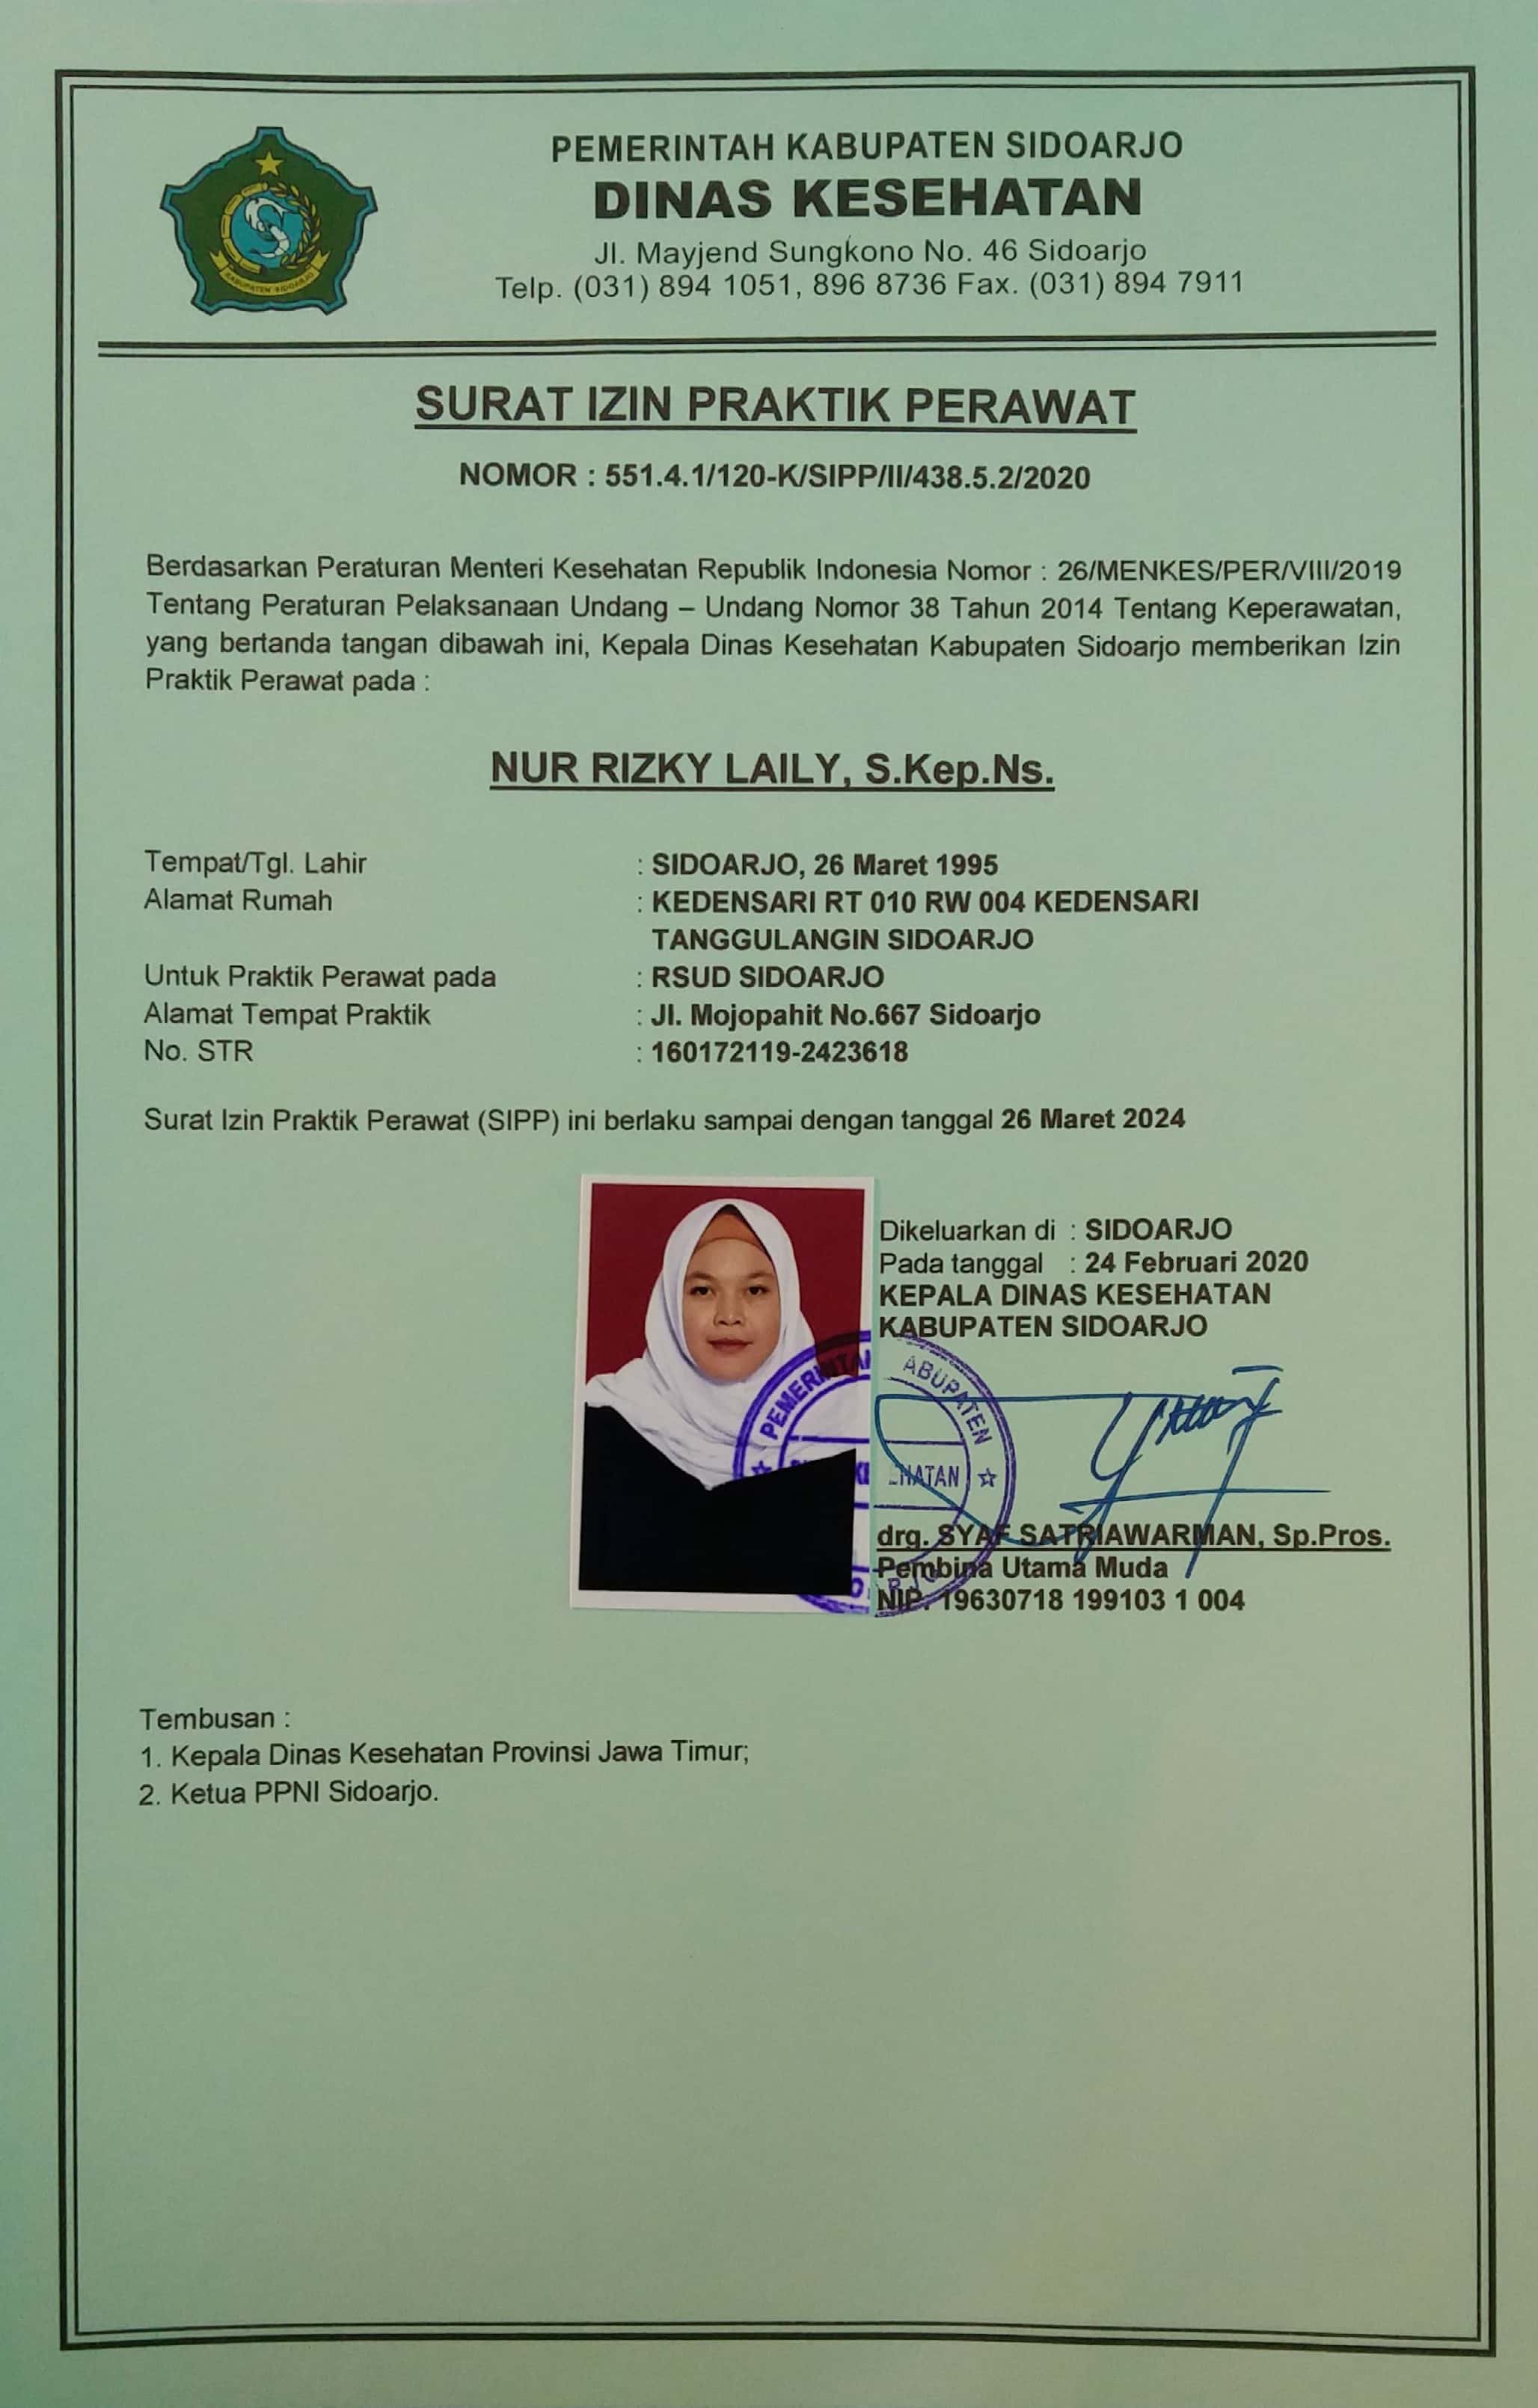 PEMERINTAH KABUPATEN SIDOARJO
DINAS KESEHATAN
Jl. Mayjend Sungkono No. 46 Sidoarjo
Telp. (031) 894 1051, 896 8736 Fax. (031) 894 7911
KABUPATEN SIDOARJO
SURAT IZIN PRAKTIK PERAWAT
NOMOR : 551.4.1/120-K/SIPP/II/438.5.2/2020
Berdasarkan Peraturan Menteri Kesehatan Republik Indonesia Nomor : 26/MENKES/PER/VIII/2019
Tentang Peraturan Pelaksanaan Undang – Undang Nomor 38 Tahun 2014 Tentang Keperawatan,
yang bertanda tangan dibawah ini, Kepala Dinas Kesehatan Kabupaten Sidoarjo memberikan Izin
Praktik Perawat pada :
NUR RIZKY LAILY, S.Kep.Ns.
Tempat/Tgl. Lahir : SIDOARJO, 26 Maret 1995
Alamat Rumah : KEDENSARI RT 010 RW 004 KEDENSARI
TANGGULANGIN SIDOARJO
Untuk Praktik Perawat pada : RSUD SIDOARJO
Alamat Tempat Praktik : Jl. Mojopahit No.667 Sidoarjo
No. STR : 160172119-2423618
Surat Izin Praktik Perawat (SIPP) ini berlaku sampai dengan tanggal 26 Maret 2024
Dikeluarkan di : SIDOARJO
Pada tanggal : 24 Februari 2020
KEPALA DINAS KESEHATAN
KABUPATEN SIDOARJO
drg. SYAF SATRIAWARMAN, Sp.Pros.
Pembina Utama Muda
NIP. 19630718 199103 1 004
Tembusan :
1. Kepala Dinas Kesehatan Provinsi Jawa Timur;
2. Ketua PPNI Sidoarjo.